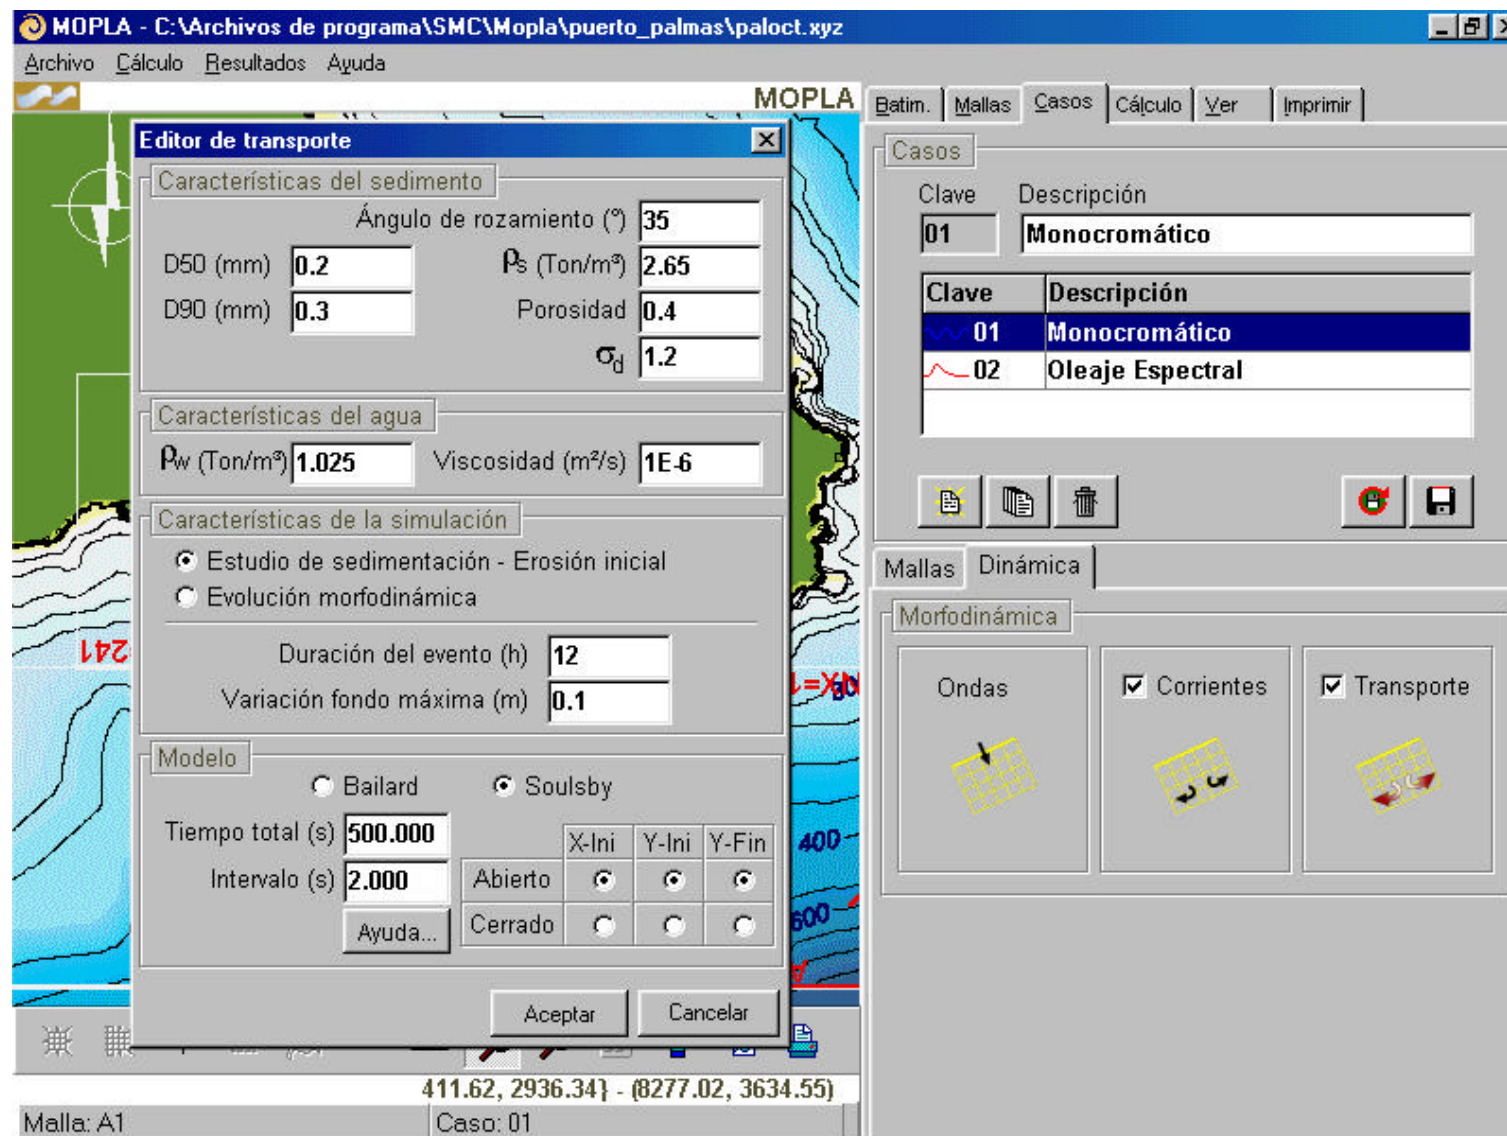 MOPLA - C:\Archivos de programa\SMC\Mopla\puerto_palmas\paloct.xyz
Archivo Cálculo Resultados Ayuda
MOPLA
Editor de transporte
Características del sedimento
Ángulo de rozamiento (º) 35
D50 (mm) 0.2 ρs (Ton/m³) 2.65
D90 (mm) 0.3 Porosidad 0.4
σd 1.2
Características del agua
ρw (Ton/m³) 1.025 Viscosidad (m²/s) 1E-6
Características de la simulación
Estudio de sedimentación - Erosión inicial
Evolución morfodinámica
Duración del evento (h) 12
Variación fondo máxima (m) 0.1
Modelo
Bailard Soulsby
Tiempo total (s) 500.000
Intervalo (s) 2.000
X-Ini Y-Ini Y-Fin
Abierto
Cerrado
Ayuda...
Aceptar Cancelar
241
400
600
411.62, 2936.34} - (8277.02, 3634.55)
Malla: A1 Caso: 01
Batim. Mallas Casos Cálculo Ver Imprimir
Casos
Clave Descripción
01 Monocromático
Clave Descripción
01 Monocromático
02 Oleaje Espectral
Mallas Dinámica
Morfodinámica
Ondas Corrientes Transporte